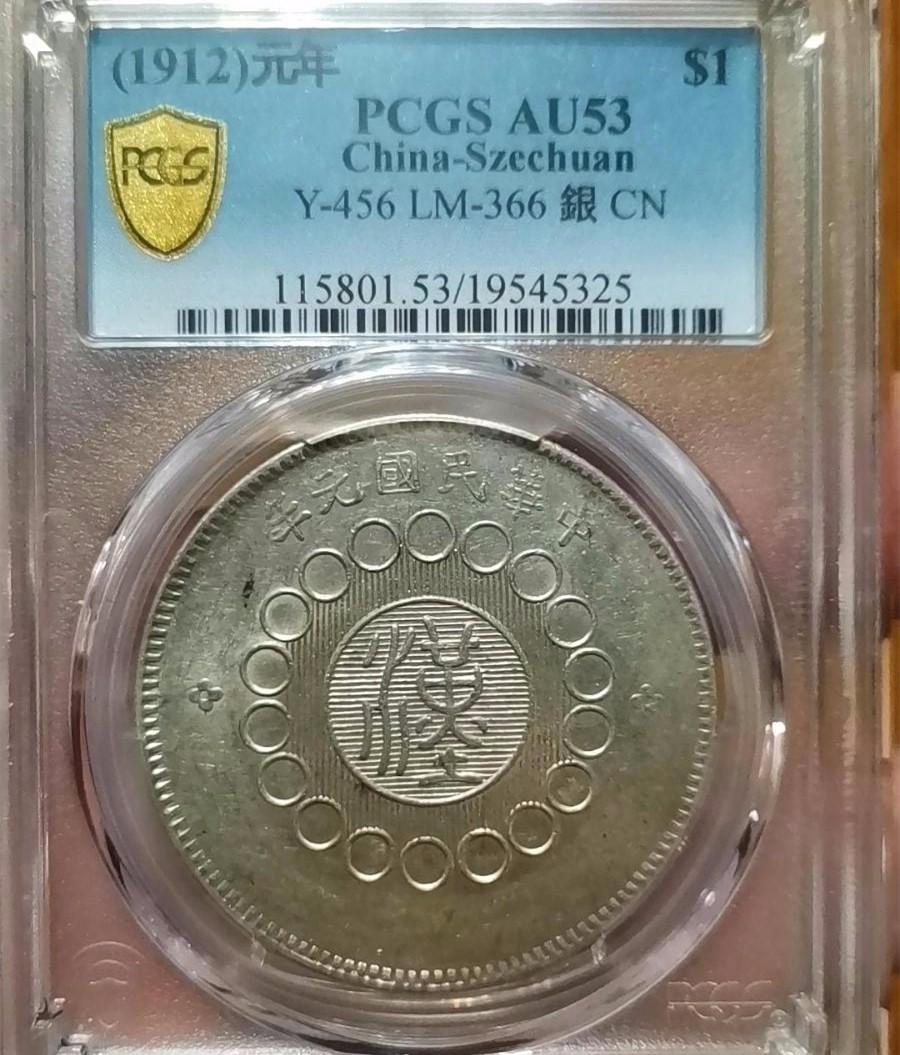 (1912)元年 $1
PCGS AU53
China-Szechuan
PCGS
Y-456 LM-366 銀 CN
115801.53/19545325
年元國民華中
漢
PCGS